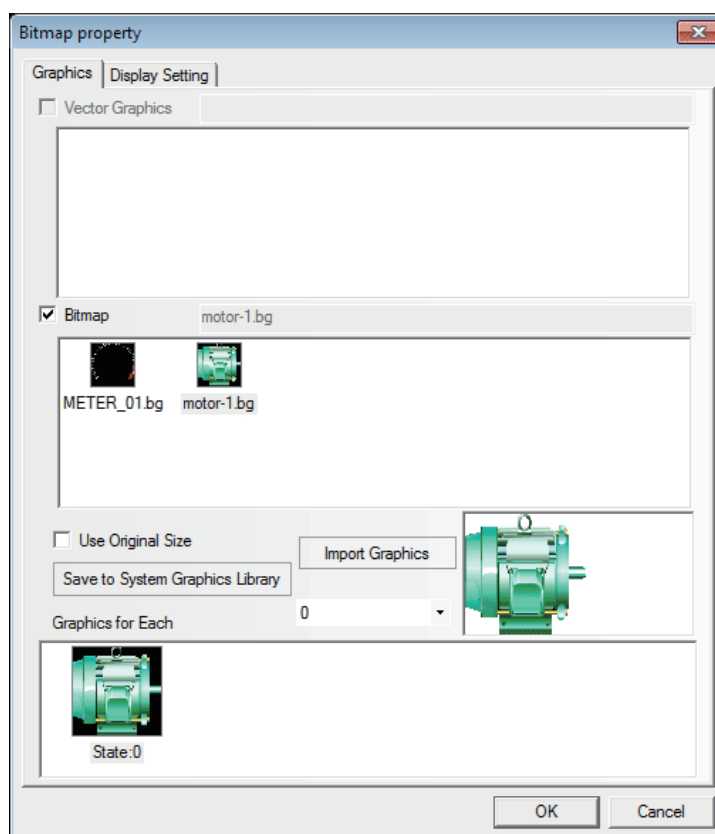 Bitmap property
Graphics
Display Setting
Vector Graphics
Bitmap
motor-1.bg
METER_01.bg
motor-1.bg
Use Original Size
Import Graphics
Save to System Graphics Library
Graphics for Each
0
State:0
OK
Cancel